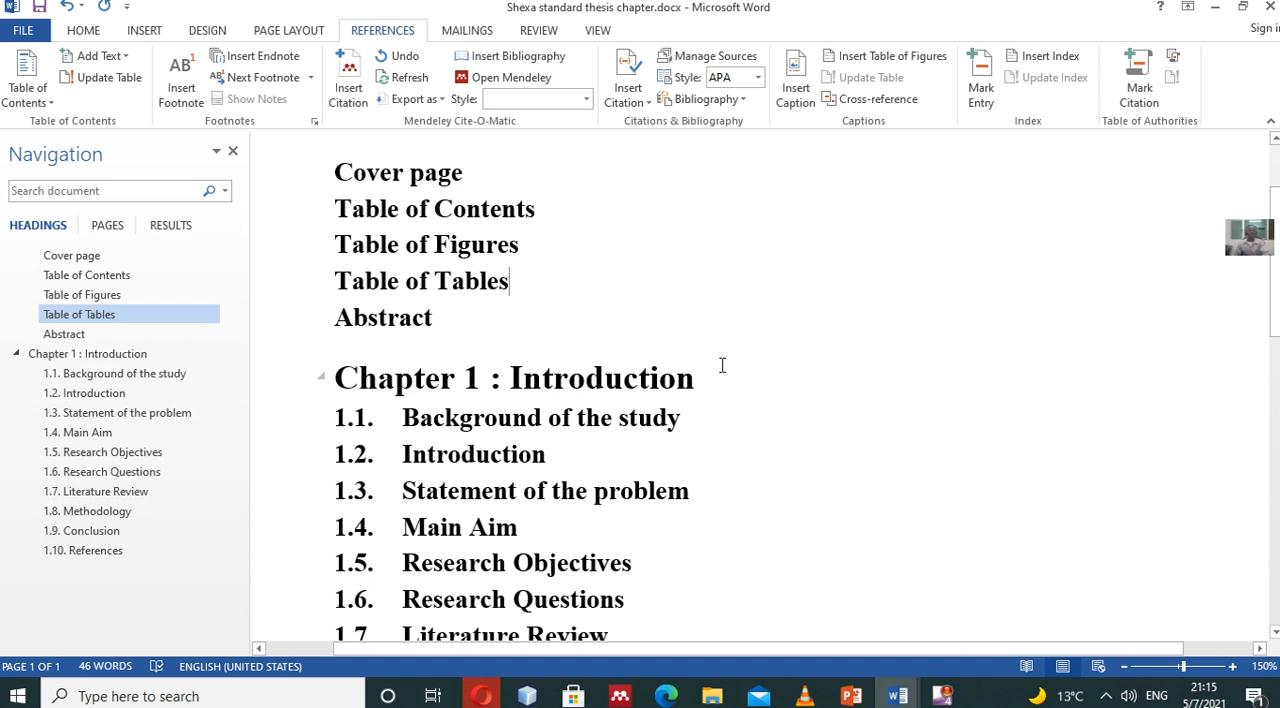 Shexa standard thesis chapter.docx - Microsoft Word
?
FILE HOME INSERT DESIGN PAGE LAYOUT REFERENCES MAILINGS REVIEW VIEW Sign in
Table of Contents
Add Text
Update Table
Table of Contents
AB1
Insert Footnote
Insert Endnote
AB1 Next Footnote
Show Notes
Footnotes
Insert Citation
Undo
Refresh
Export as
Insert Bibliography
Open Mendeley
Style:
Mendeley Cite-O-Matic
Insert Citation
Manage Sources
Style: APA
Bibliography
Citations & Bibliography
Insert Caption
Insert Table of Figures
Update Table
Cross-reference
Captions
Mark Entry
Insert Index
Update Index
Index
Mark Citation
Table of Authorities
Navigation
Search document
HEADINGS PAGES RESULTS
Cover page
Table of Contents
Table of Figures
Table of Tables
Abstract
Chapter 1 : Introduction
1.1. Background of the study
1.2. Introduction
1.3. Statement of the problem
1.4. Main Aim
1.5. Research Objectives
1.6. Research Questions
1.7. Literature Review
1.8. Methodology
1.9. Conclusion
1.10. References
Cover page
Table of Contents
Table of Figures
Table of Tables
Abstract
Chapter 1 : Introduction
1.1. Background of the study
1.2. Introduction
1.3. Statement of the problem
1.4. Main Aim
1.5. Research Objectives
1.6. Research Questions
1.7 Literature Review
PAGE 1 OF 1 46 WORDS ENGLISH (UNITED STATES) 150%
Type here to search
13°C ENG 21:15
5/7/2021